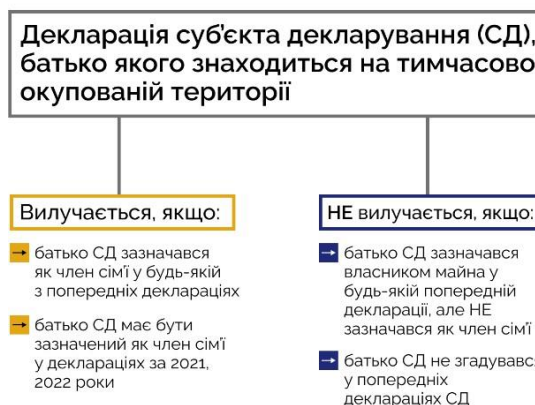 Декларація суб'єкта декларування (СД),
батько якого знаходиться на тимчасово
окупованій території
Вилучається, якщо:
→ батько СД зазначався
як член сім'ї у будь-якій
з попередніх деклараціях
→ батько СД має бути
зазначений як член сім'ї
у деклараціях за 2021,
2022 роки
НЕ вилучається, якщо:
→ батько СД зазначався
власником майна у
будь-якій попередній
декларації, але НЕ
зазначався як член сім'ї
→ батько СД не згадувався
у попередніх
деклараціях СД